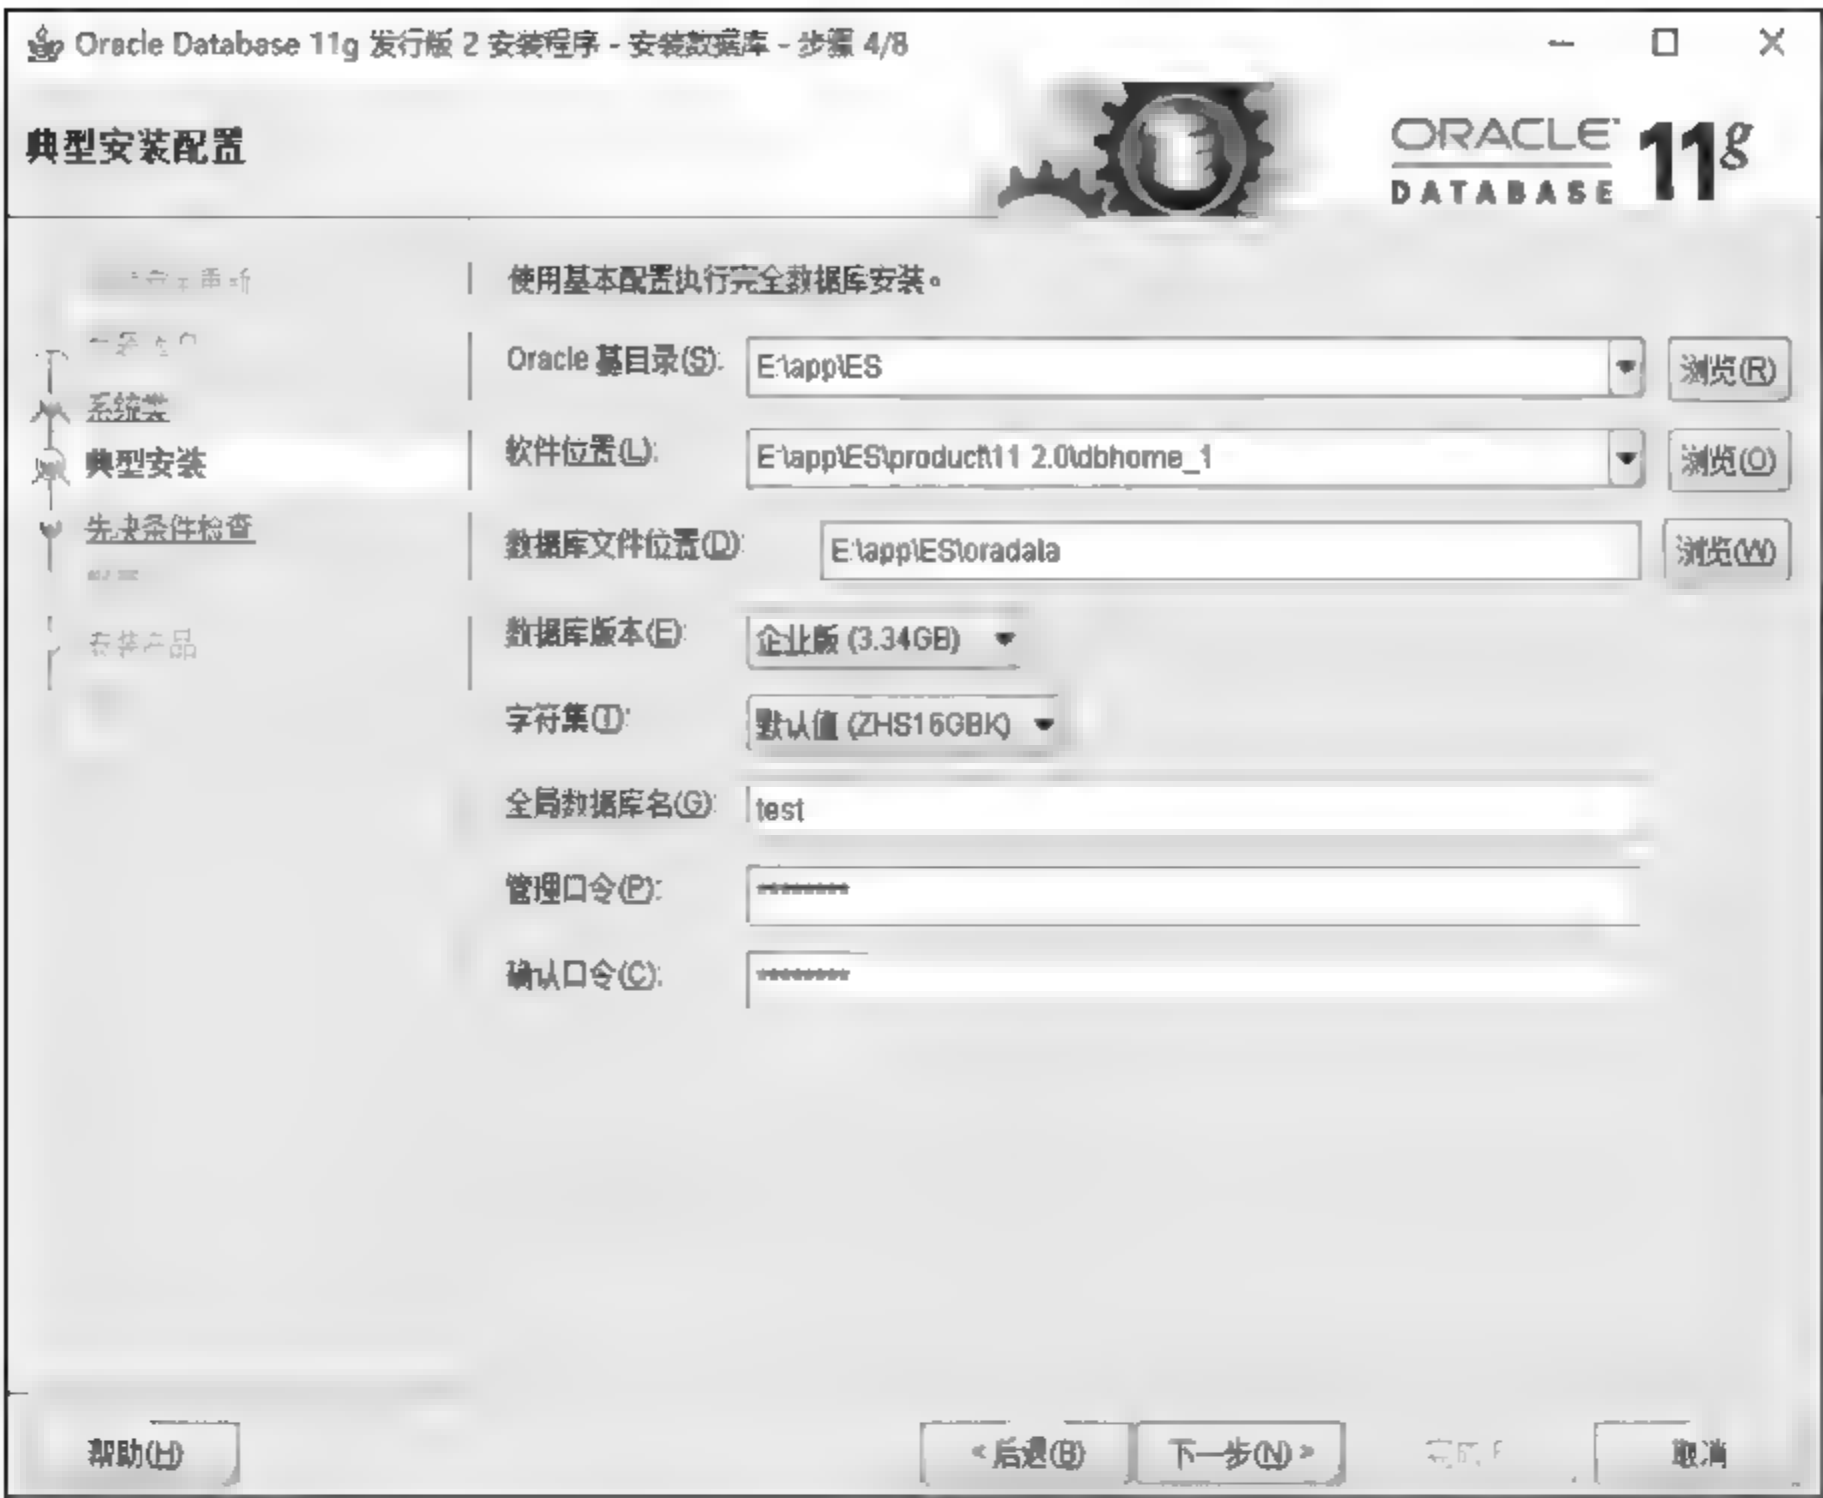 Oracle Database 11g 发行版 2 安装程序 - 安装数据库 - 步骤 4/8
典型安装配置
ORACLE
DATABASE
11g
系统类
典型安装
先决条件检查
安装产品
使用基本配置执行完全数据库安装。
Oracle 基目录(S): E:\app\ES 浏览(R)
软件位置(L): E:\app\ES\product\11.2.0\dbhome_1 浏览(O)
数据库文件位置(D): E:\app\ES\oradata 浏览(W)
数据库版本(E): 企业版 (3.34GB)
字符集(T): 默认值 (ZHS16GBK)
全局数据库名(G): test
管理口令(P): ********
确认口令(C): ********
帮助(H) < 后退(B) 下一步(N) > 取消